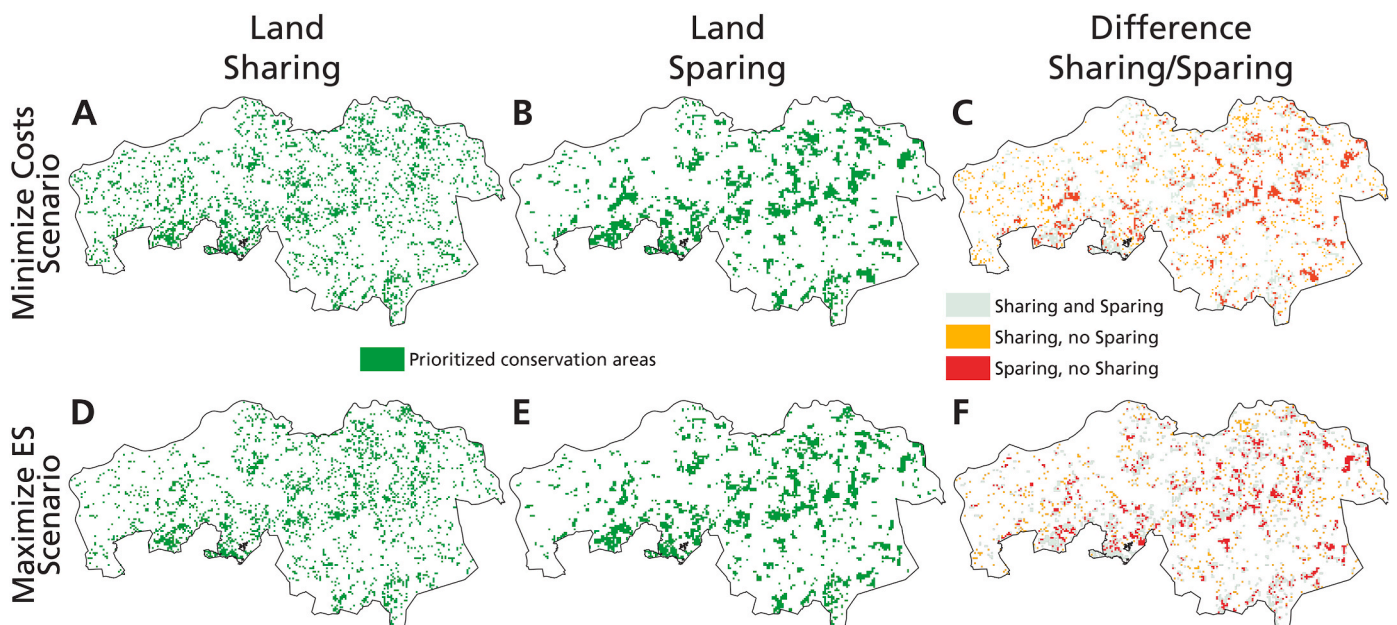 Land
Sharing
Land
Sparing
Difference
Sharing/Sparing
Minimize Costs
Scenario
A
B
C
Sharing and Sparing
Sharing, no Sparing
Sparing, no Sharing
Prioritized conservation areas
Maximize ES
Scenario
D
E
F